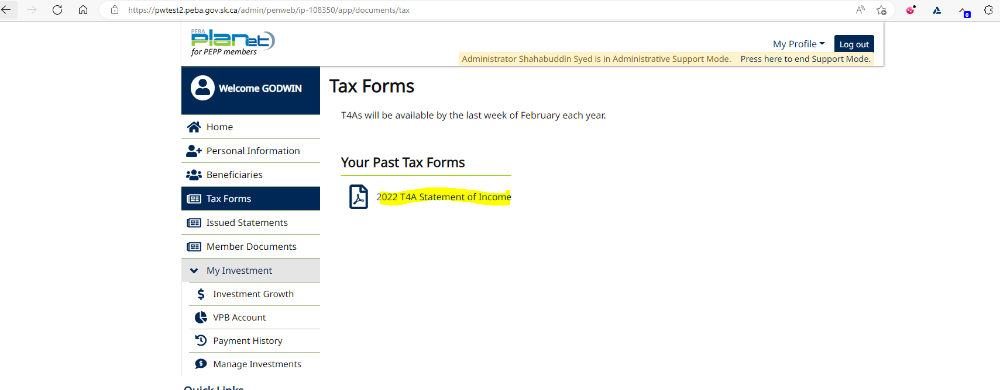 https://pwtest2.peba.gov.sk.ca/admin/penweb/ip-108350/app/documents/tax
A
0
PEBA
planet
for PEPP members
My Profile
Log out
Administrator Shahabuddin Syed is in Administrative Support Mode. Press here to end Support Mode.
Welcome GODWIN
Home
Personal Information
Beneficiaries
Tax Forms
Issued Statements
Member Documents
My Investment
Investment Growth
VPB Account
Payment History
Manage Investments
Quick Links
Tax Forms
T4As will be available by the last week of February each year.
Your Past Tax Forms
2022 T4A Statement of Income